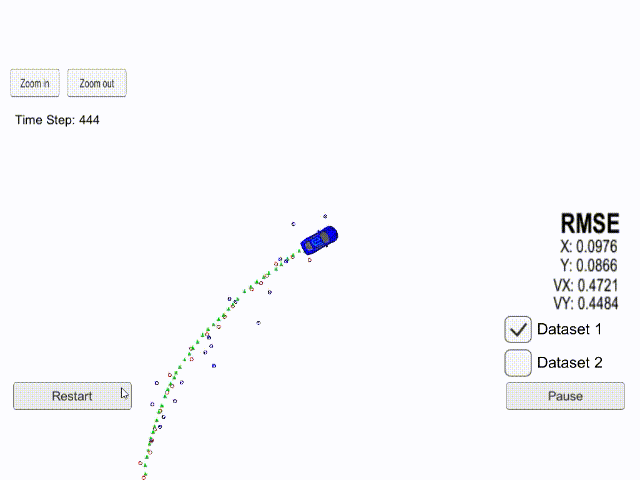 Zoom in
Zoom out
Time Step: 444
RMSE
X: 0.0976
Y: 0.0866
VX: 0.4721
VY: 0.4484
Dataset 1
Dataset 2
Restart
Pause